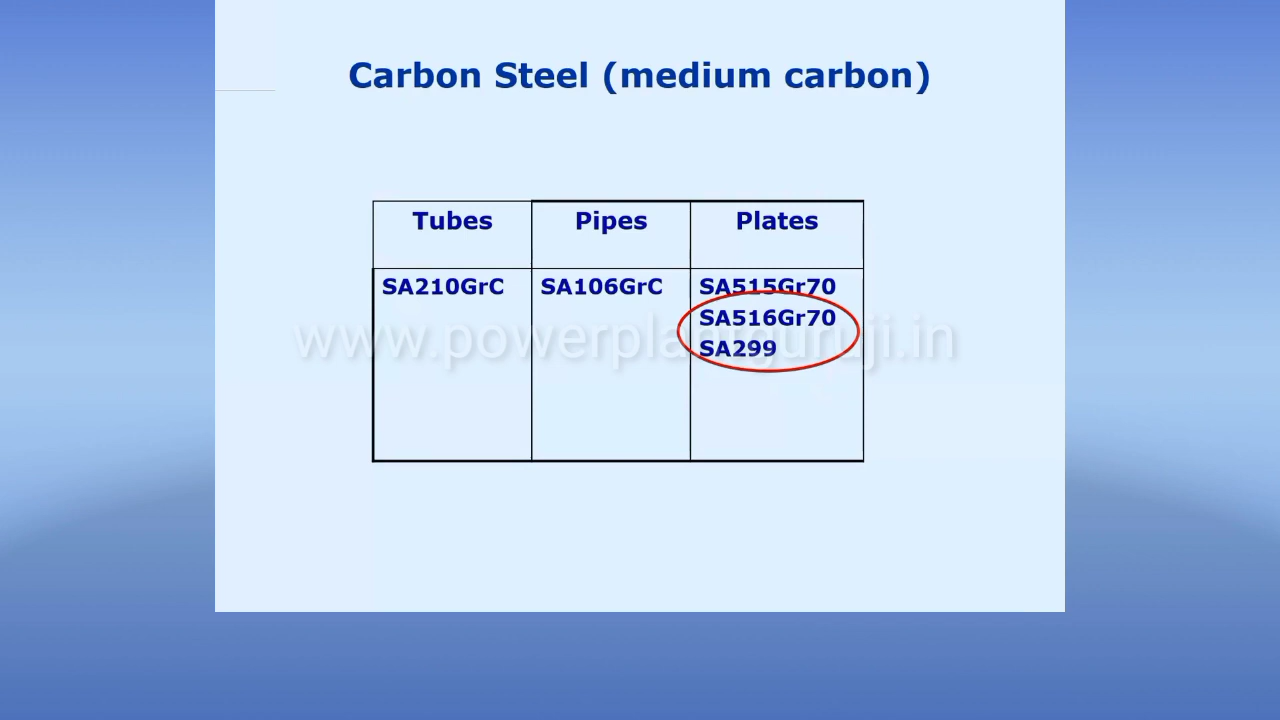 Carbon Steel (medium carbon)
Tubes Pipes Plates
SA210GrC SA106GrC SA515Gr70
SA516Gr70
SA299
www.powerplantguruji.in